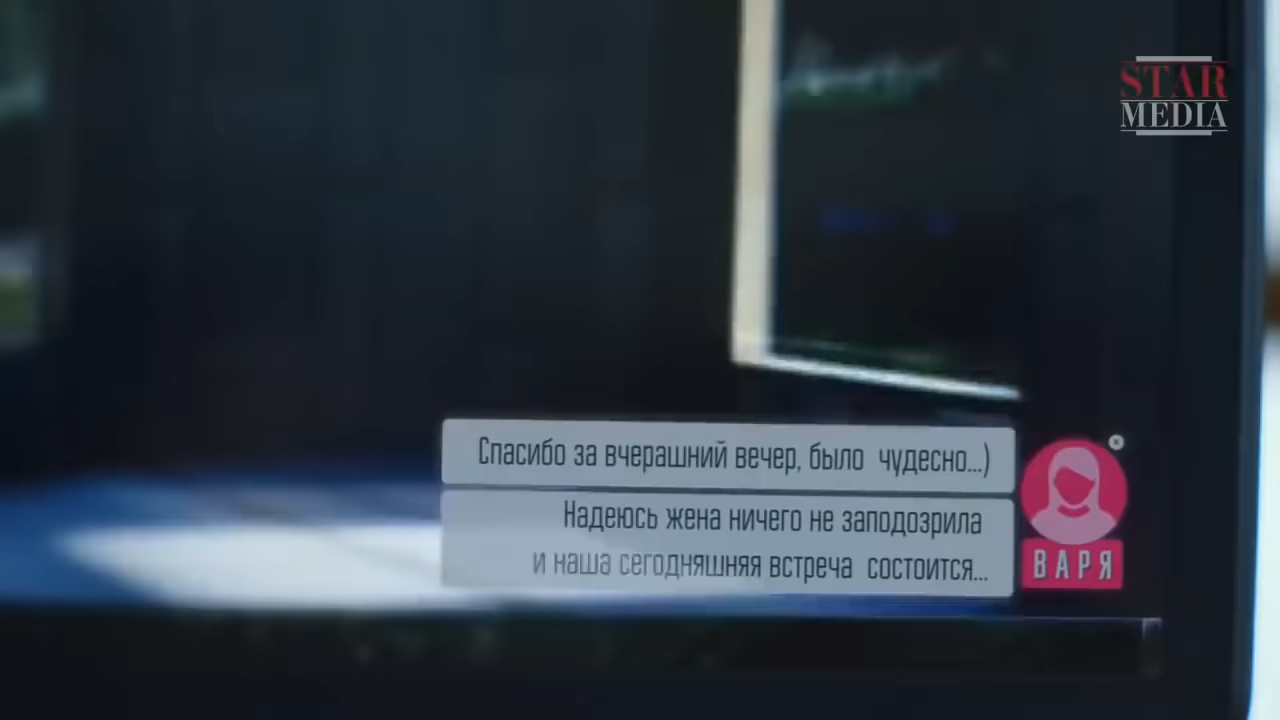 STAR
MEDIA
Спасибо за вчерашний вечер, было чудесно...)
Надеюсь жена ничего не заподозрила
и наша сегодняшняя встреча состоится...
ВАРЯ